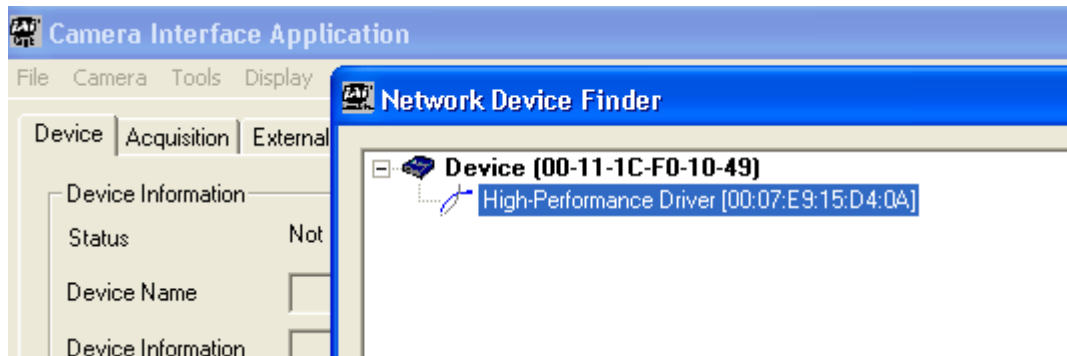 Camera Interface Application
File Camera Tools Display
Network Device Finder
Device Acquisition External
Device (00-11-1C-F0-10-49)
High-Performance Driver [00:07:E9:15:D4:0A]
Device Information
Status Not
Device Name
Device Information